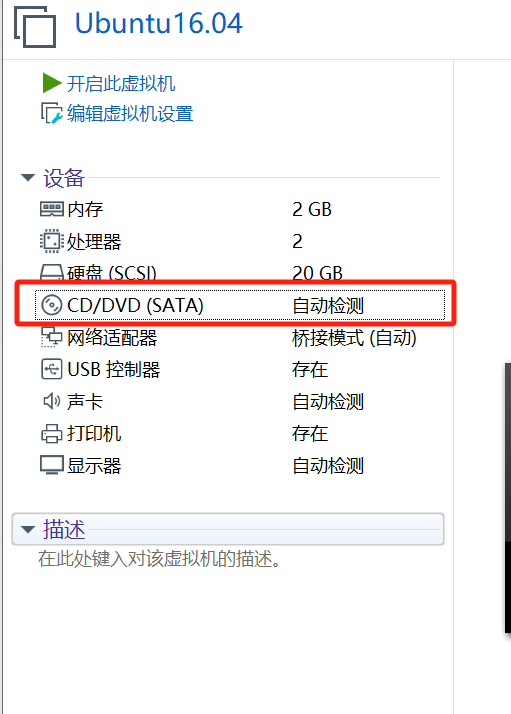 Ubuntu16.04
开启此虚拟机
编辑虚拟机设置
设备
内存 2 GB
处理器 2
硬盘 (SCSI) 20 GB
CD/DVD (SATA) 自动检测
网络适配器 桥接模式 (自动)
USB 控制器 存在
声卡 自动检测
打印机 存在
显示器 自动检测
描述
在此处键入对该虚拟机的描述。